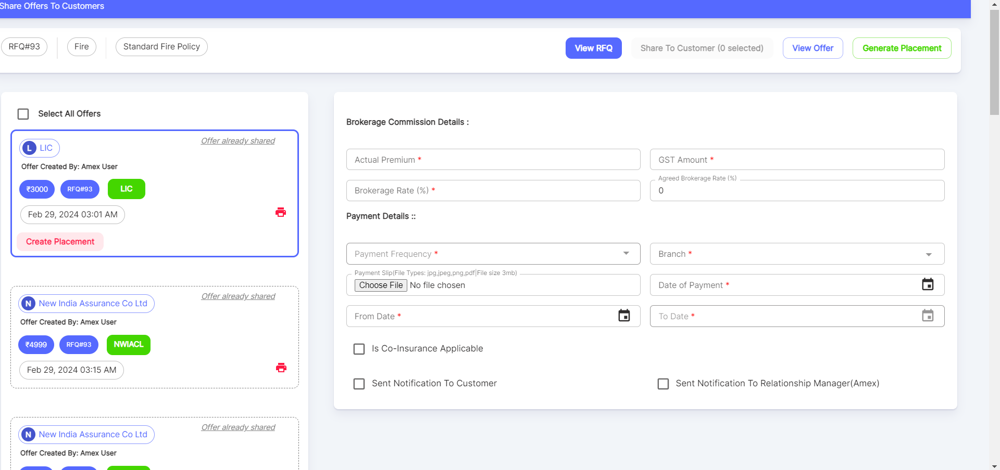 Share Offers To Customers
RFQ#93
Fire
Standard Fire Policy
View RFQ
Share To Customer (0 selected)
View Offer
Generate Placement
Select All Offers
L LIC
Offer already shared
Offer Created By: Amex User
₹3000 RFQ#93 LIC
Feb 29, 2024 03:01 AM
Create Placement
N New India Assurance Co Ltd
Offer already shared
Offer Created By: Amex User
₹4999 RFQ#93 NWIACL
Feb 29, 2024 03:15 AM
N New India Assurance Co Ltd
Offer already shared
Offer Created By: Amex User
Brokerage Commission Details :
Actual Premium *
GST Amount *
Brokerage Rate (%) *
Agreed Brokerage Rate (%)
0
Payment Details ::
Payment Frequency *
Branch *
Payment Slip(File Types: jpg,jpeg,png,pdf|File size 3mb)
Choose File No file chosen
Date of Payment *
From Date *
To Date *
Is Co-Insurance Applicable
Sent Notification To Customer
Sent Notification To Relationship Manager(Amex)